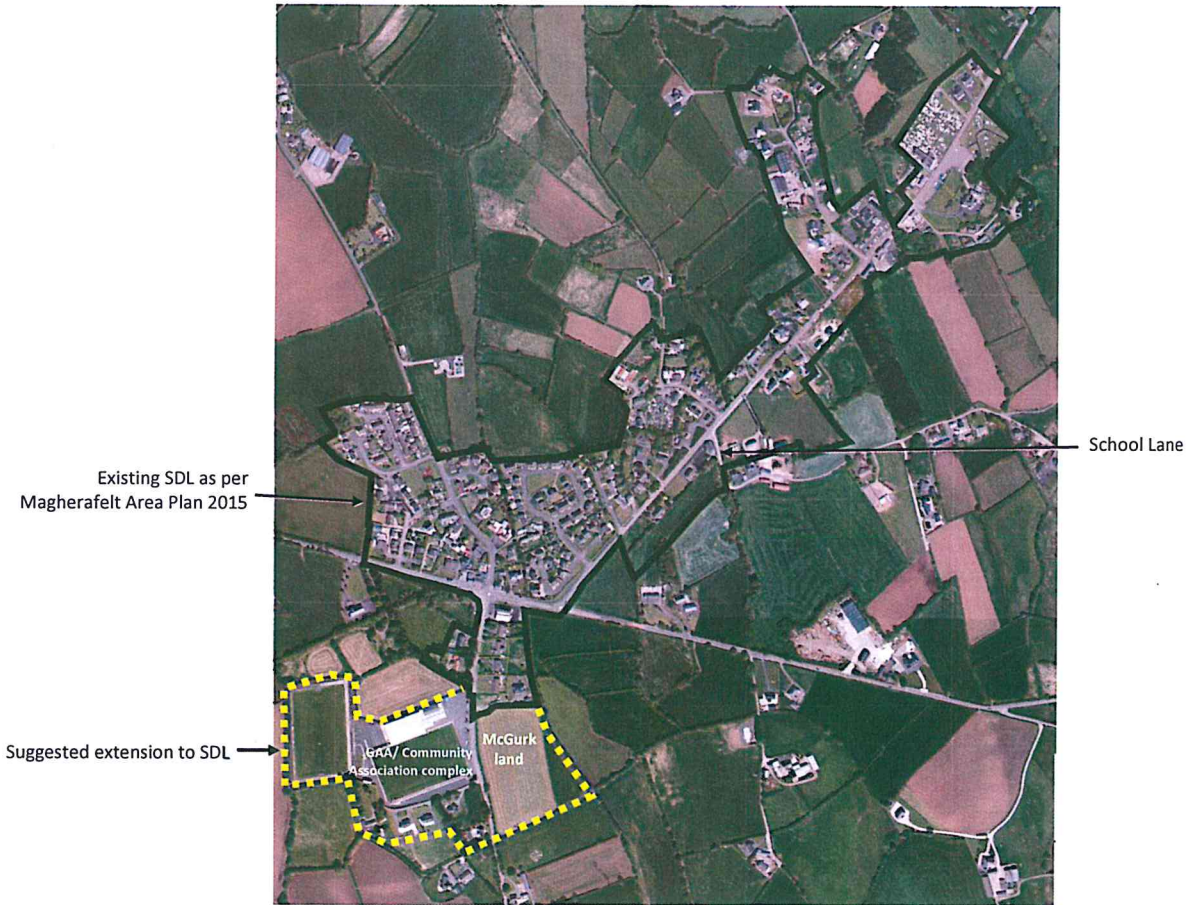 School Lane
Existing SDL as per
Magherafelt Area Plan 2015
McGurk
land
GAA/ Community
Association complex
Suggested extension to SDL